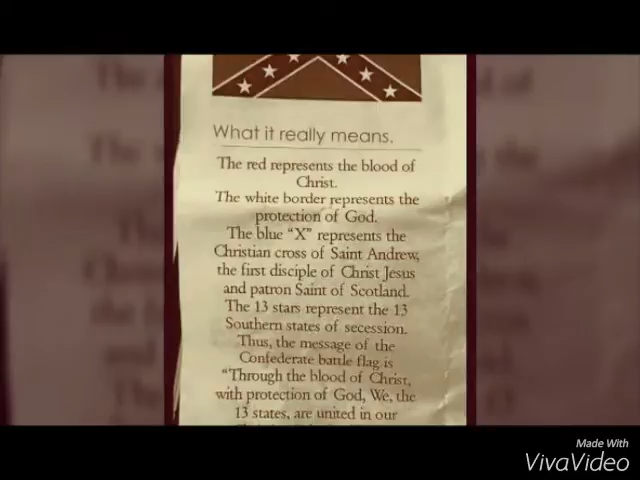 What it really means.
The red represents the blood of
Christ.
The white border represents the
protection of God.
The blue “X” represents the
Christian cross of Saint Andrew,
the first disciple of Christ Jesus
and patron Saint of Scotland.
The 13 stars represent the 13
Southern states of secession.
Thus, the message of the
Confederate battle flag is
“Through the blood of Christ,
with protection of God, We, the
13 states, are united in our
Made With
VivaVideo